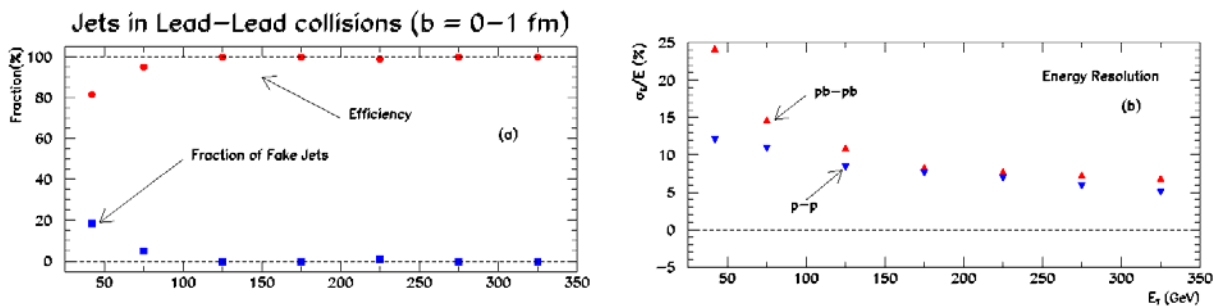 Jets in Lead–Lead collisions (b = 0–1 fm)
Fraction(%)
100
80
60
40
20
0
Efficiency
(a)
Fraction of Fake Jets
50 100 150 200 250 300 350
σE/E (%)
25
20
15
10
5
0
−5
Energy Resolution
pb–pb
(b)
p–p
50 100 150 200 250 300 350
ET (GeV)